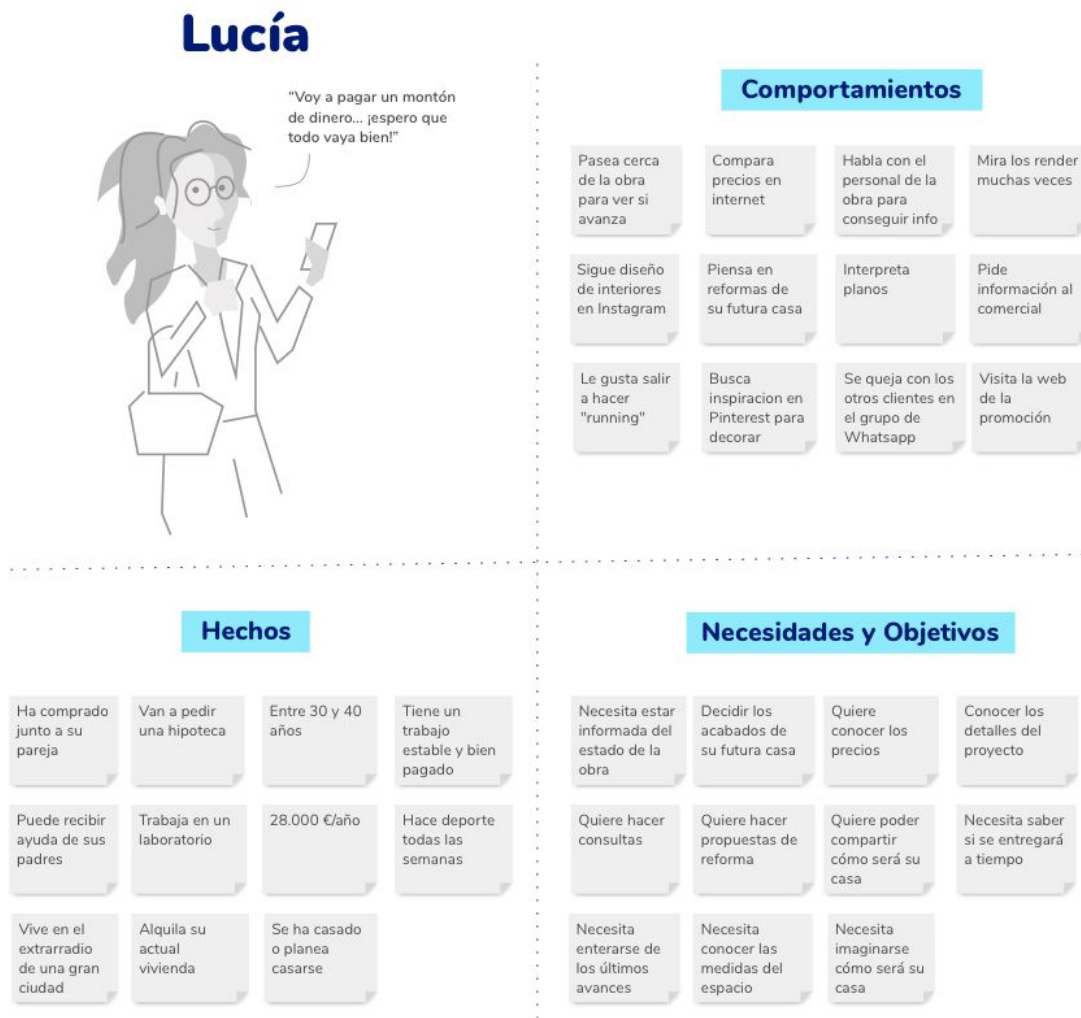 Lucía
“Voy a pagar un montón
de dinero... ¡espero que
todo vaya bien!”
Comportamientos
Pasea cerca
de la obra
para ver si
avanza
Compara
precios en
internet
Habla con el
personal de la
obra para
conseguir info
Mira los render
muchas veces
Sigue diseño
de interiores
en Instagram
Piensa en
reformas de
su futura casa
Interpreta
planos
Pide
información al
comercial
Le gusta salir
a hacer
"running"
Busca
inspiracion en
Pinterest para
decorar
Se queja con los
otros clientes en
el grupo de
Whatsapp
Visita la web
de la
promoción
Hechos
Ha comprado
junto a su
pareja
Van a pedir
una hipoteca
Entre 30 y 40
años
Tiene un
trabajo
estable y bien
pagado
Puede recibir
ayuda de sus
padres
Trabaja en un
laboratorio
28.000 €/año
Hace deporte
todas las
semanas
Vive en el
extrarradio
de una gran
ciudad
Alquila su
actual
vivienda
Se ha casado
o planea
casarse
Necesidades y Objetivos
Necesita estar
informada del
estado de la
obra
Decidir los
acabados de
su futura casa
Quiere
conocer los
precios
Conocer los
detalles del
proyecto
Quiere hacer
consultas
Quiere hacer
propuestas de
reforma
Quiere poder
compartir
cómo será su
casa
Necesita saber
si se entregará
a tiempo
Necesita
enterarse de
los últimos
avances
Necesita
conocer las
medidas del
espacio
Necesita
imaginarse
cómo será su
casa